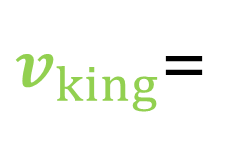 v_king =